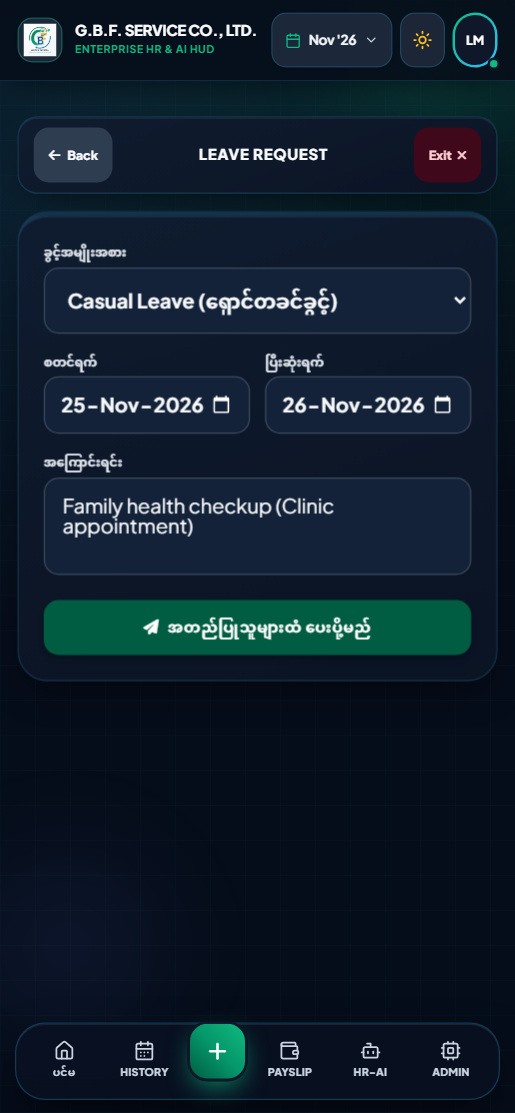 G.B.F. SERVICE CO., LTD.
ENTERPRISE HR & AI HUD
Nov '26
LM
Back
LEAVE REQUEST
Exit ✕
ခွင့်အမျိုးအစား
Casual Leave (ရှောင်တခင်ခွင့်)
စတင်ရက်
ပြီးဆုံးရက်
25-Nov-2026
26-Nov-2026
အကြောင်းရင်း
Family health checkup (Clinic
appointment)
အတည်ပြုသူများထံ ပေးပို့မည်
ပင်မ
HISTORY
PAYSLIP
HR-AI
ADMIN